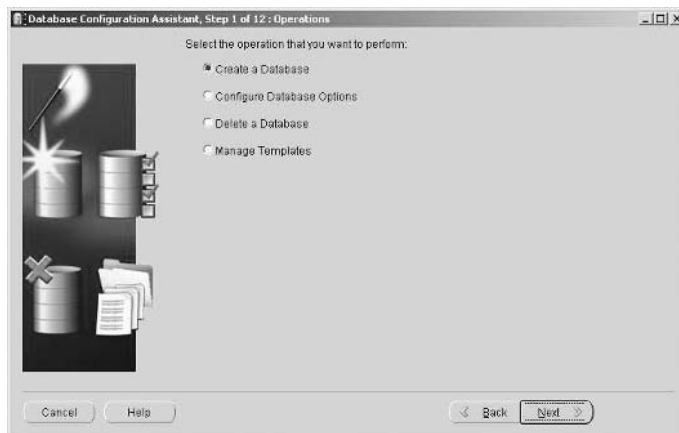 Database Configuration Assistant, Step 1 of 12 : Operations
Select the operation that you want to perform:
Create a Database
Configure Database Options
Delete a Database
Manage Templates
Cancel
Help
Back
Next